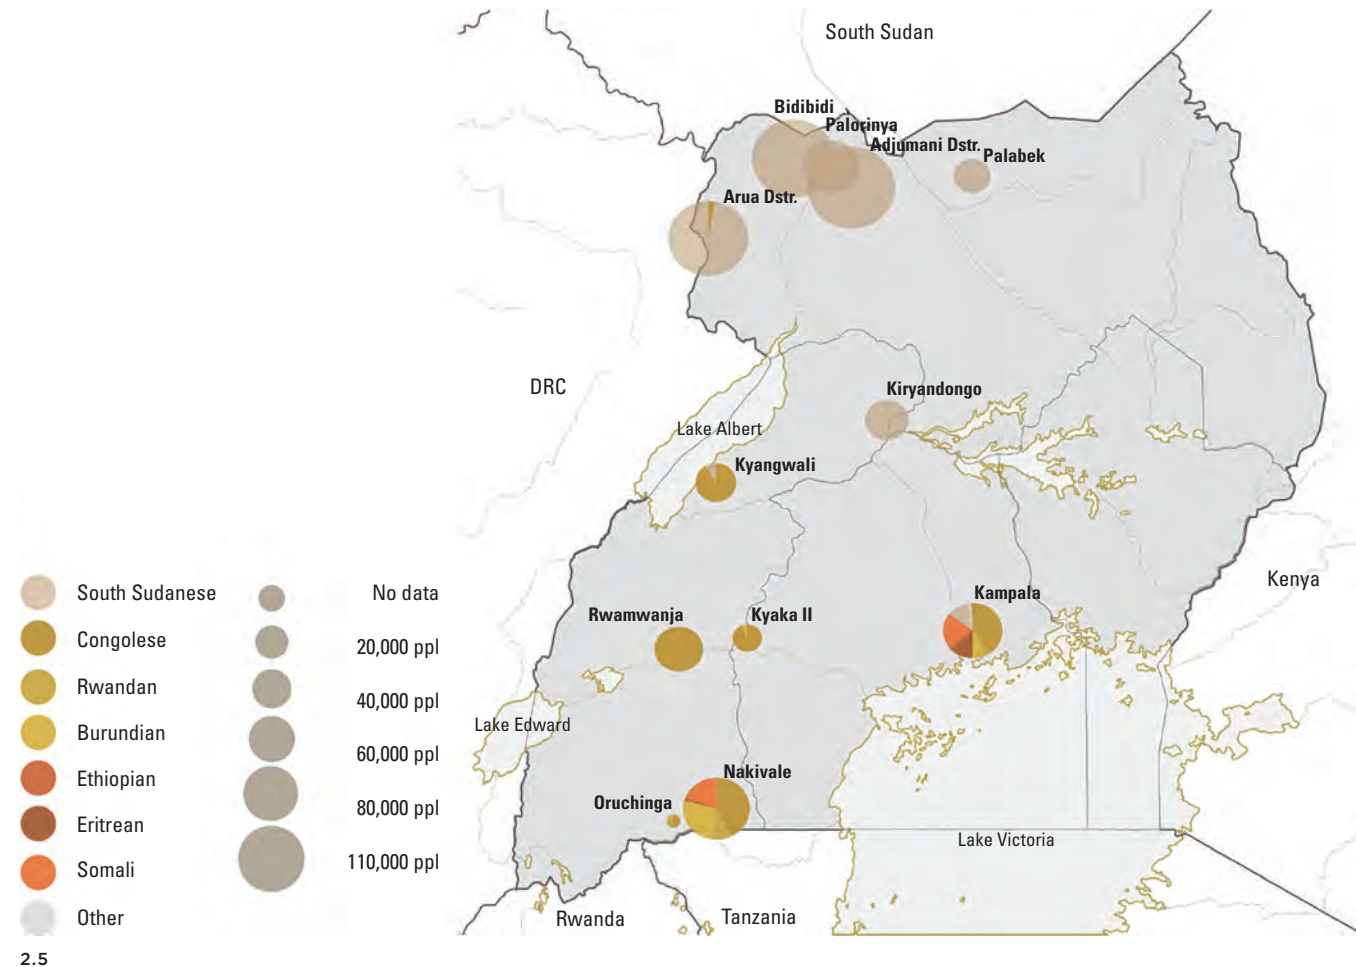 South Sudan
Bidibidi
Palorinya
Adjumani Dstr.
Palabek
Arua Dstr.
DRC
Kiryandongo
Lake Albert
Kyangwali
Kenya
Kampala
Rwamwanja
Kyaka II
Lake Edward
Nakivale
Oruchinga
Lake Victoria
Rwanda
Tanzania
South Sudanese
Congolese
Rwandan
Burundian
Ethiopian
Eritrean
Somali
Other
No data
20,000 ppl
40,000 ppl
60,000 ppl
80,000 ppl
110,000 ppl
2.5